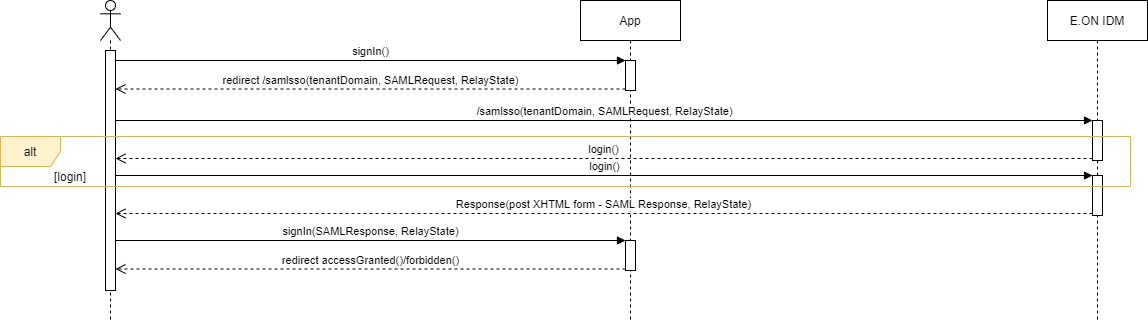 App
E.ON IDM
signIn()
redirect /samlsso(tenantDomain, SAMLRequest, RelayState)
/samlsso(tenantDomain, SAMLRequest, RelayState)
alt
login()
login()
[login]
Response(post XHTML form - SAML Response, RelayState)
signIn(SAMLResponse, RelayState)
redirect accessGranted()/forbidden()